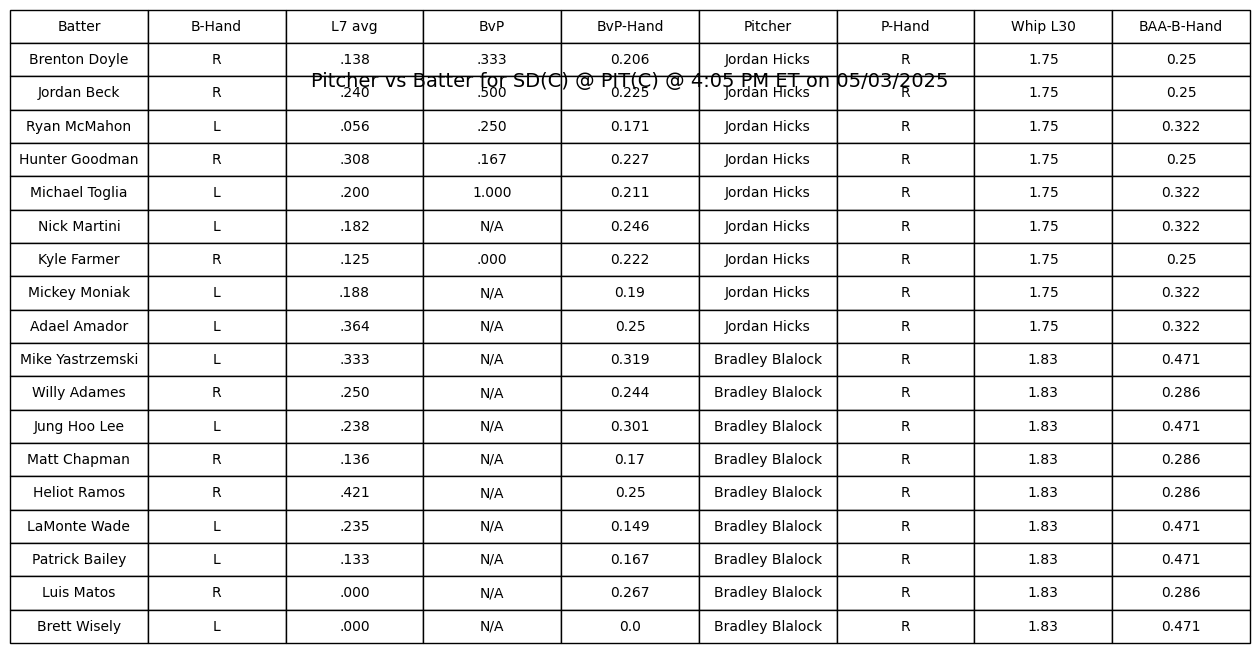 Batter B-Hand L7 avg BvP BvP-Hand Pitcher P-Hand Whip L30 BAA-B-Hand
Brenton Doyle R .138 .333 0.206 Jordan Hicks R 1.75 0.25
Pitcher vs Batter for SD(C) @ PIT(C) @ 4:05 PM ET on 05/03/2025
Jordan Beck R .240 .500 0.225 Jordan Hicks R 1.75 0.25
Ryan McMahon L .056 .250 0.171 Jordan Hicks R 1.75 0.322
Hunter Goodman R .308 .167 0.227 Jordan Hicks R 1.75 0.25
Michael Toglia L .200 1.000 0.211 Jordan Hicks R 1.75 0.322
Nick Martini L .182 N/A 0.246 Jordan Hicks R 1.75 0.322
Kyle Farmer R .125 .000 0.222 Jordan Hicks R 1.75 0.25
Mickey Moniak L .188 N/A 0.19 Jordan Hicks R 1.75 0.322
Adael Amador L .364 N/A 0.25 Jordan Hicks R 1.75 0.322
Mike Yastrzemski L .333 N/A 0.319 Bradley Blalock R 1.83 0.471
Willy Adames R .250 N/A 0.244 Bradley Blalock R 1.83 0.286
Jung Hoo Lee L .238 N/A 0.301 Bradley Blalock R 1.83 0.471
Matt Chapman R .136 N/A 0.17 Bradley Blalock R 1.83 0.286
Heliot Ramos R .421 N/A 0.25 Bradley Blalock R 1.83 0.286
LaMonte Wade L .235 N/A 0.149 Bradley Blalock R 1.83 0.471
Patrick Bailey L .133 N/A 0.167 Bradley Blalock R 1.83 0.471
Luis Matos R .000 N/A 0.267 Bradley Blalock R 1.83 0.286
Brett Wisely L .000 N/A 0.0 Bradley Blalock R 1.83 0.471